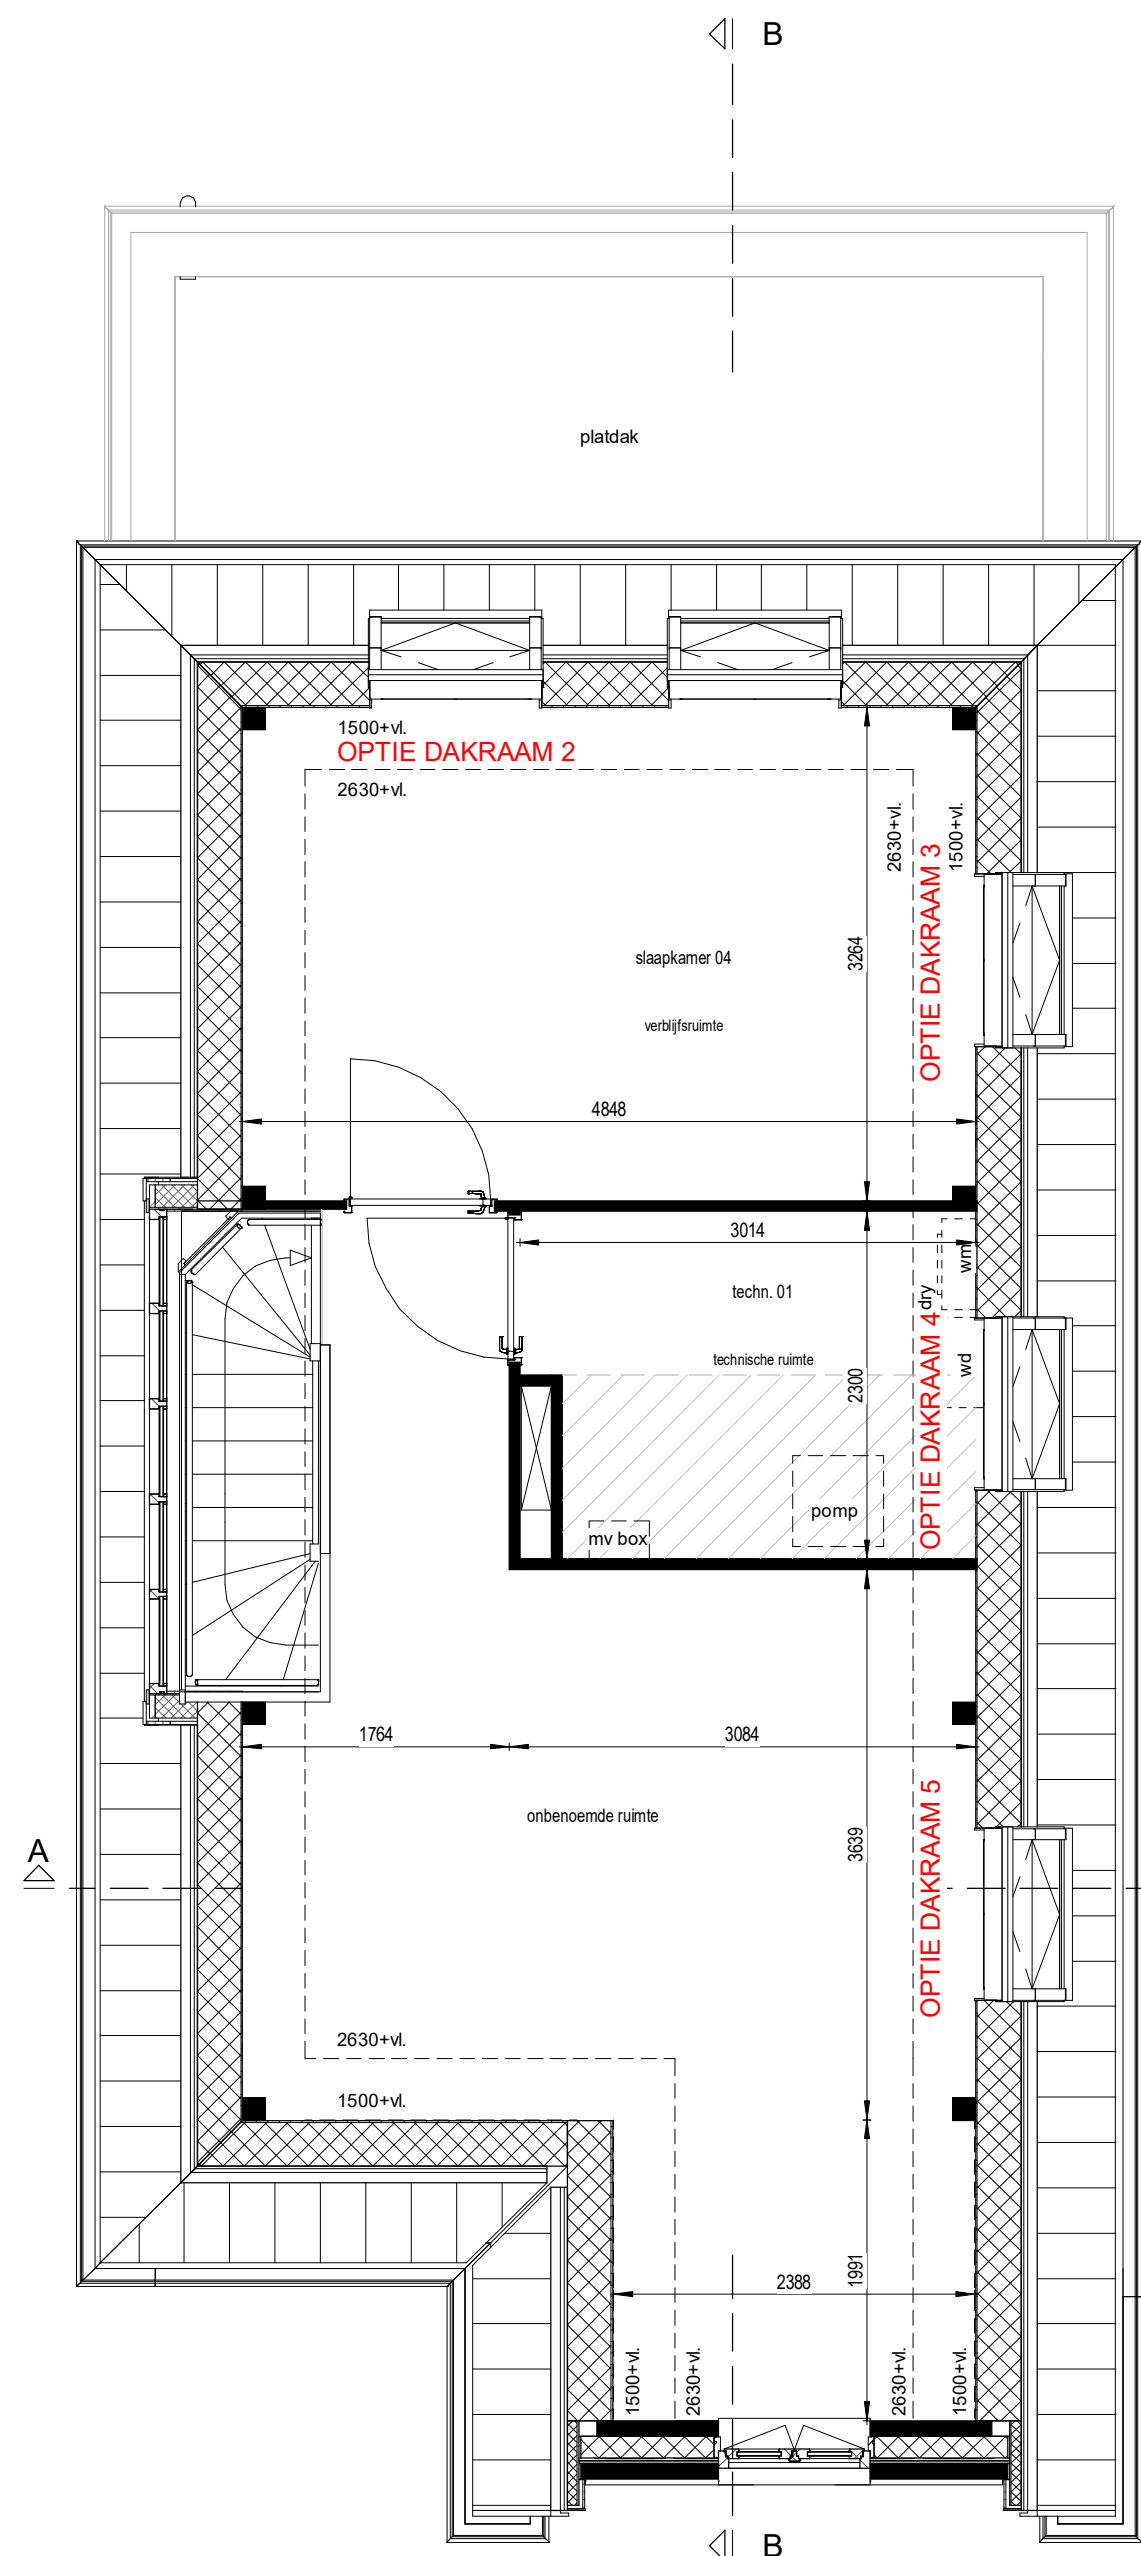 B
platdak
1500+vl.
OPTIE DAKRAAM 2
2630+vl.
2630+vl.
1500+vl.
OPTIE DAKRAAM 3
slaapkamer 04
3264
verblijfsruimte
4848
3014
wm
techn. 01
dry
technische ruimte
wd
2300
OPTIE DAKRAAM 4
pomp
mv box
1764
3084
onbenoemde ruimte
3639
OPTIE DAKRAAM 5
A
2630+vl.
1500+vl.
2388
1991
1500+vl.
2630+vl.
2630+vl.
1500+vl.
B